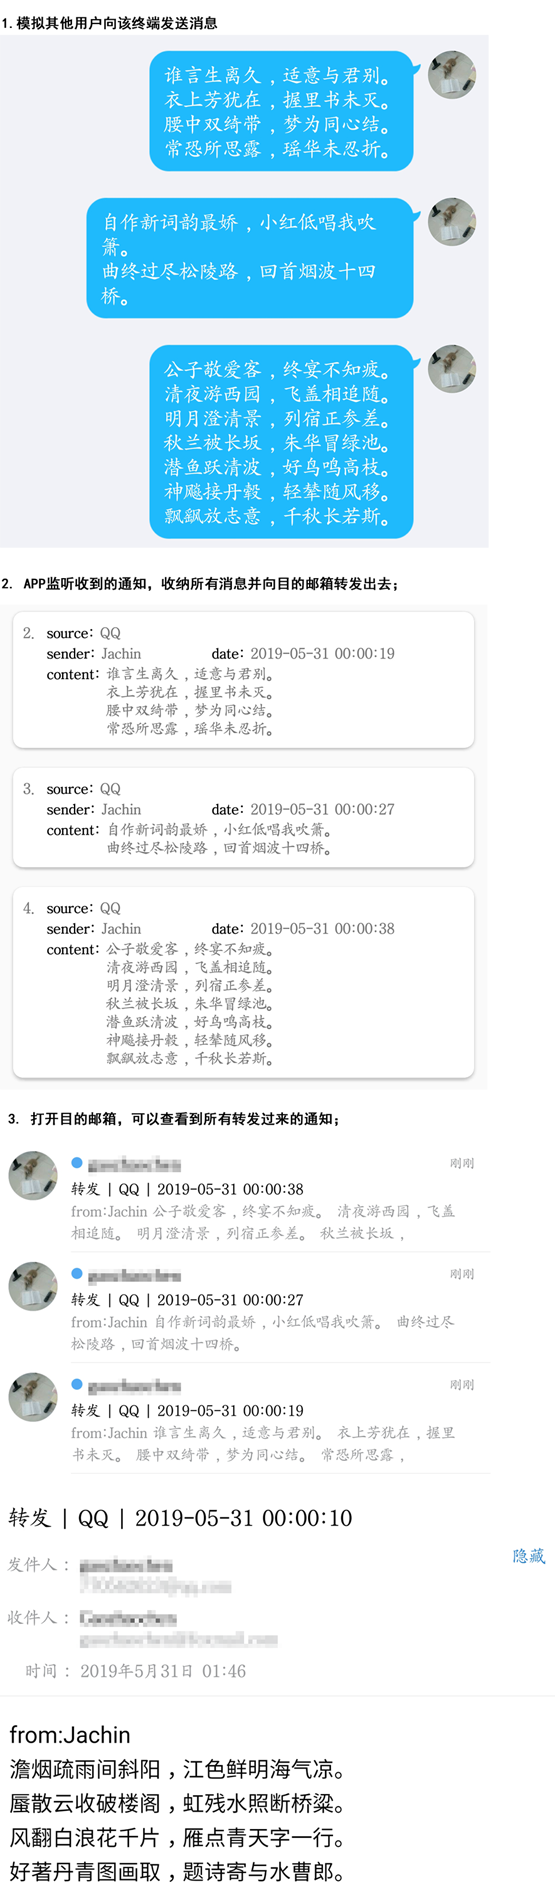 1.模拟其他用户向该终端发送消息
谁言生离久，适意与君别。
衣上芳犹在，握里书未灭。
腰中双绮带，梦为同心结。
常恐所思露，瑶华未忍折。
自作新词韵最娇，小红低唱我吹
箫。
曲终过尽松陵路，回首烟波十四
桥。
公子敬爱客，终宴不知疲。
清夜游西园，飞盖相追随。
明月澄清景，列宿正参差。
秋兰被长坂，朱华冒绿池。
潜鱼跃清波，好鸟鸣高枝。
神飚接丹毂，轻辇随风移。
飘飖放志意，千秋长若斯。
2. APP监听收到的通知，收纳所有消息并向目的邮箱转发出去；
2. source: QQ
sender: Jachin date: 2019-05-31 00:00:19
content: 谁言生离久，适意与君别。
衣上芳犹在，握里书未灭。
腰中双绮带，梦为同心结。
常恐所思露，瑶华未忍折。
3. source: QQ
sender: Jachin date: 2019-05-31 00:00:27
content: 自作新词韵最娇，小红低唱我吹箫。
曲终过尽松陵路，回首烟波十四桥。
4. source: QQ
sender: Jachin date: 2019-05-31 00:00:38
content: 公子敬爱客，终宴不知疲。
清夜游西园，飞盖相追随。
明月澄清景，列宿正参差。
秋兰被长坂，朱华冒绿池。
潜鱼跃清波，好鸟鸣高枝。
神飚接丹毂，轻辇随风移。
飘飖放志意，千秋长若斯。
3. 打开目的邮箱，可以查看到所有转发过来的通知；
刚刚
转发 | QQ | 2019-05-31 00:00:38
from:Jachin 公子敬爱客，终宴不知疲。 清夜游西园，飞盖
相追随。 明月澄清景，列宿正参差。 秋兰被长坂，
刚刚
转发 | QQ | 2019-05-31 00:00:27
from:Jachin 自作新词韵最娇，小红低唱我吹箫。 曲终过尽
松陵路，回首烟波十四桥。
刚刚
转发 | QQ | 2019-05-31 00:00:19
from:Jachin 谁言生离久，适意与君别。 衣上芳犹在，握里
书未灭。 腰中双绮带，梦为同心结。 常恐所思露，
转发 | QQ | 2019-05-31 00:00:10
发件人：
隐藏
收件人：
时间：2019年5月31日 01:46
from:Jachin
澹烟疏雨间斜阳，江色鲜明海气凉。
蜃散云收破楼阁，虹残水照断桥粱。
风翻白浪花千片，雁点青天字一行。
好著丹青图画取，题诗寄与水曹郎。